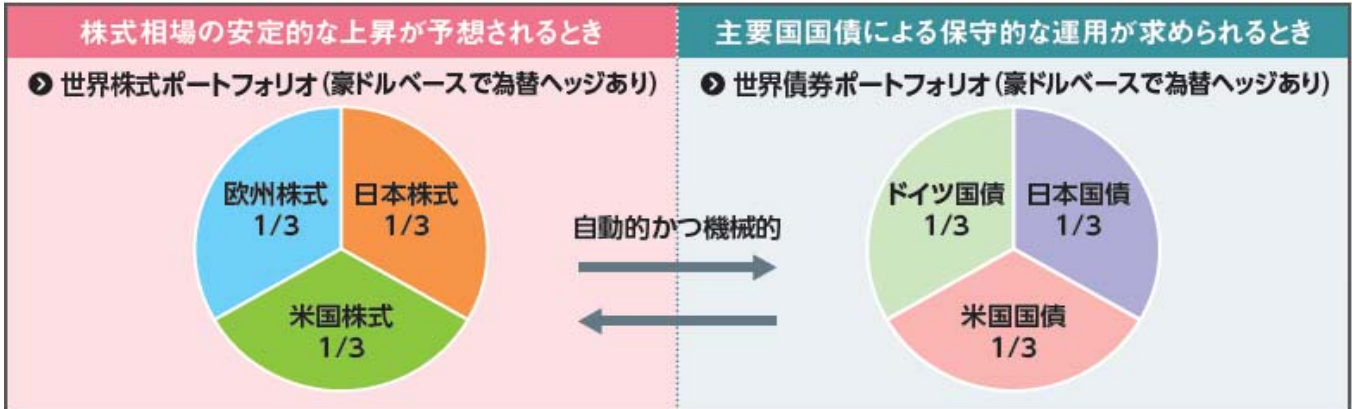 株式相場の安定的な上昇が予想されるとき
主要国国債による保守的な運用が求められるとき
世界株式ポートフォリオ(豪ドルベースで為替ヘッジあり)
世界債券ポートフォリオ(豪ドルベースで為替ヘッジあり)
欧州株式
1/3
日本株式
1/3
米国株式
1/3
自動的かつ機械的
ドイツ国債
1/3
日本国債
1/3
米国国債
1/3